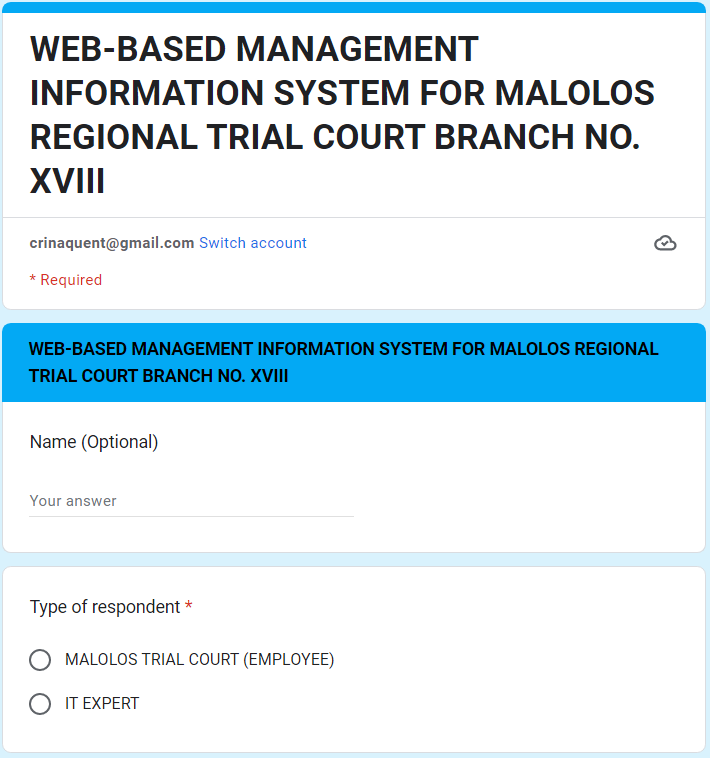 WEB-BASED MANAGEMENT
INFORMATION SYSTEM FOR MALOLOS
REGIONAL TRIAL COURT BRANCH NO.
XVIII
crinaquent@gmail.com Switch account
* Required
WEB-BASED MANAGEMENT INFORMATION SYSTEM FOR MALOLOS REGIONAL
TRIAL COURT BRANCH NO. XVIII
Name (Optional)
Your answer
Type of respondent *
MALOLOS TRIAL COURT (EMPLOYEE)
IT EXPERT